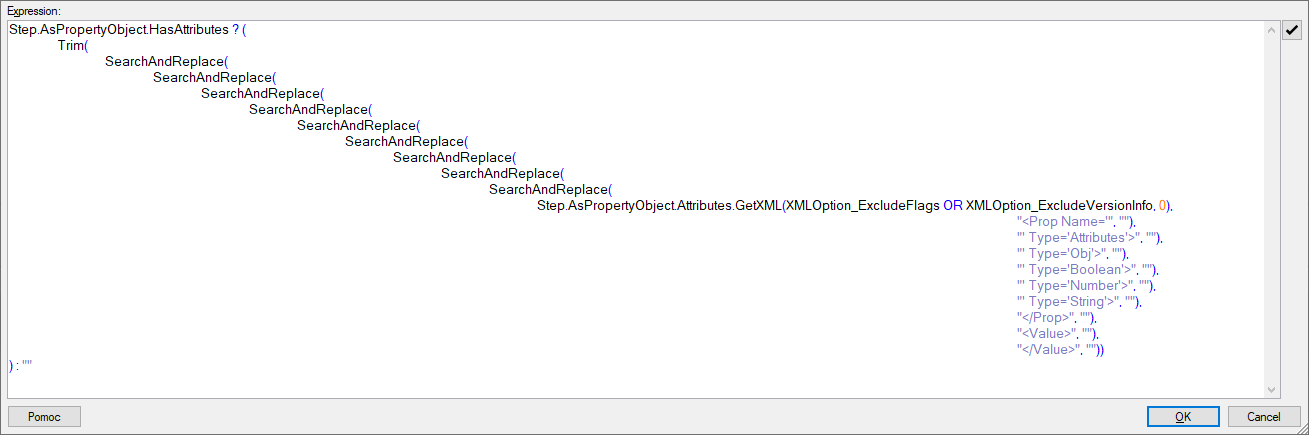 Expression:
Step.AsPropertyObject.HasAttributes ? (
Trim(
SearchAndReplace(
SearchAndReplace(
SearchAndReplace(
SearchAndReplace(
SearchAndReplace(
SearchAndReplace(
SearchAndReplace(
SearchAndReplace(
SearchAndReplace(
Step.AsPropertyObject.Attributes.GetXML(XMLOption_ExcludeFlags OR XMLOption_ExcludeVersionInfo, 0),
"<Prop Name='", ""),
"' Type='Attributes'>", ""),
"' Type='Obj'>", ""),
"' Type='Boolean'>", ""),
"' Type='Number'>", ""),
"' Type='String'>", ""),
"</Prop>", ""),
"<Value>", ""),
"</Value>", ""))
) : ""
Pomoc
OK
Cancel